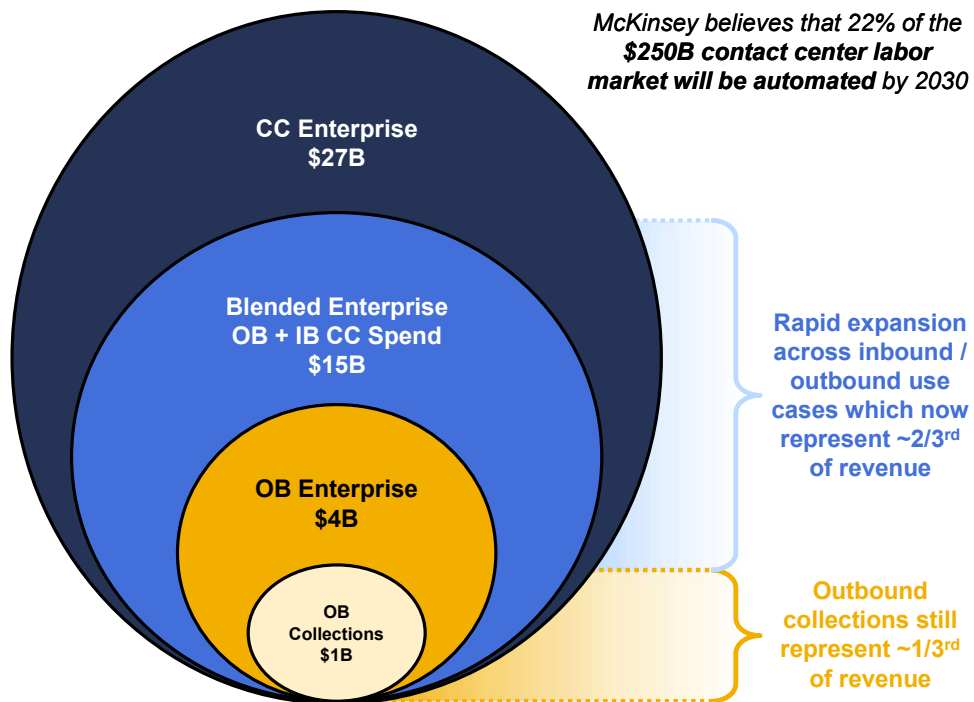 McKinsey believes that 22% of the
$250B contact center labor
market will be automated by 2030
CC Enterprise
$27B
Blended Enterprise
OB + IB CC Spend
$15B
OB Enterprise
$4B
OB
Collections
$1B
Rapid expansion
across inbound /
outbound use
cases which now
represent ~2/3rd
of revenue
Outbound
collections still
represent ~1/3rd
of revenue